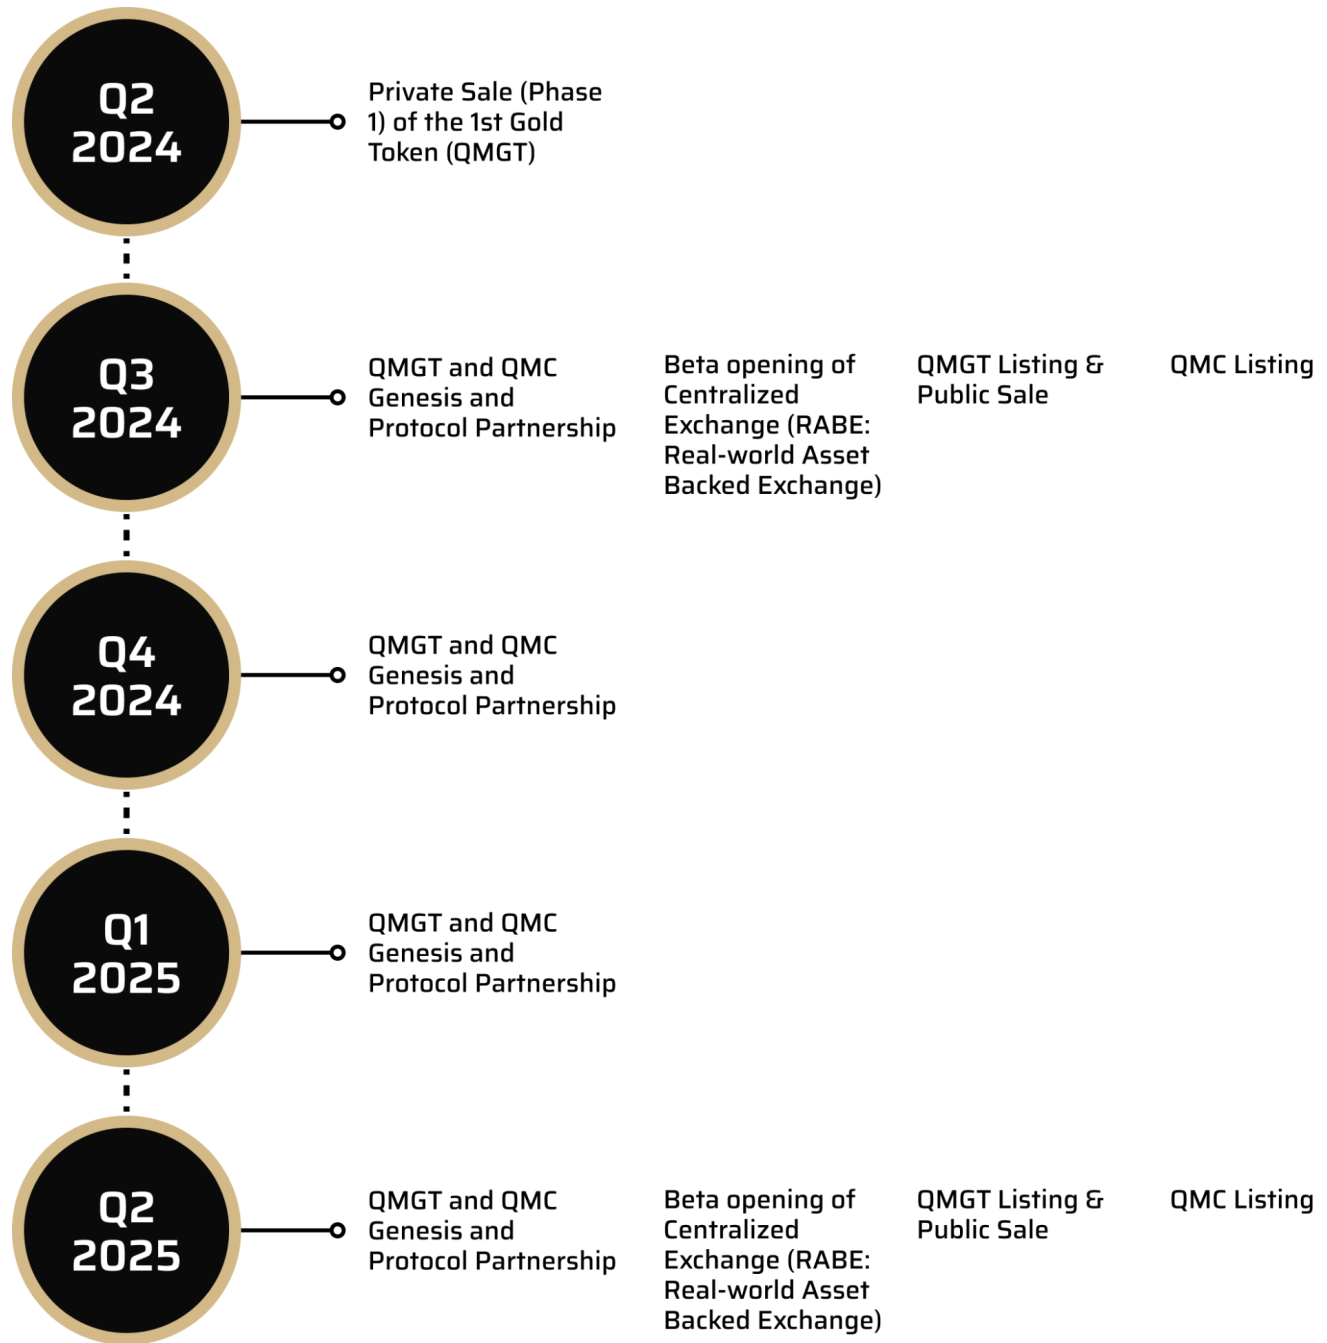 Q2
2024
Private Sale (Phase
1) of the 1st Gold
Token (QMGT)
Q3
2024
QMGT and QMC
Genesis and
Protocol Partnership
Beta opening of
Centralized
Exchange (RABE:
Real-world Asset
Backed Exchange)
QMGT Listing &
Public Sale
QMC Listing
Q4
2024
QMGT and QMC
Genesis and
Protocol Partnership
Q1
2025
QMGT and QMC
Genesis and
Protocol Partnership
Q2
2025
QMGT and QMC
Genesis and
Protocol Partnership
Beta opening of
Centralized
Exchange (RABE:
Real-world Asset
Backed Exchange)
QMGT Listing &
Public Sale
QMC Listing